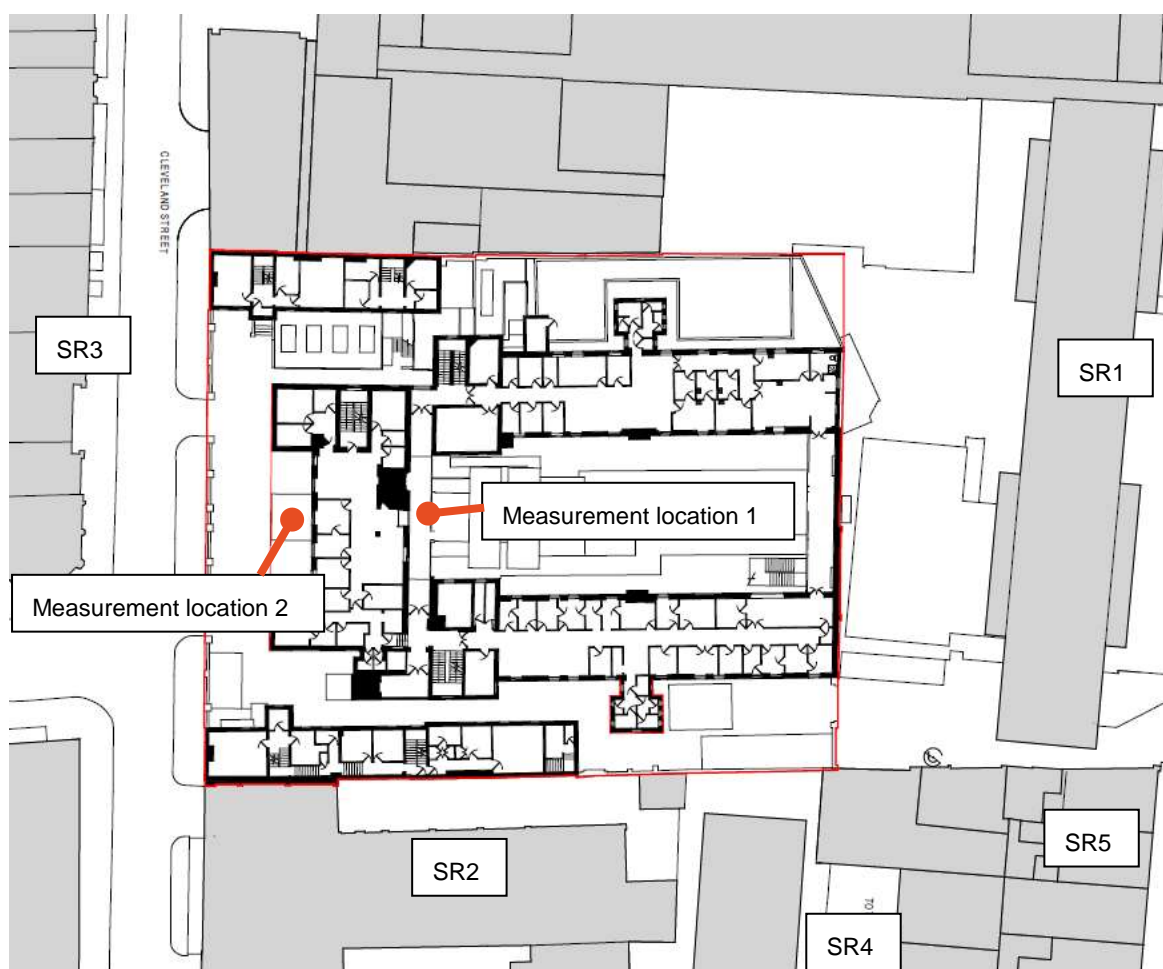 CLEVELAND STREET
SR3
SR1
Measurement location 1
Measurement location 2
SR2
SR5
SR4